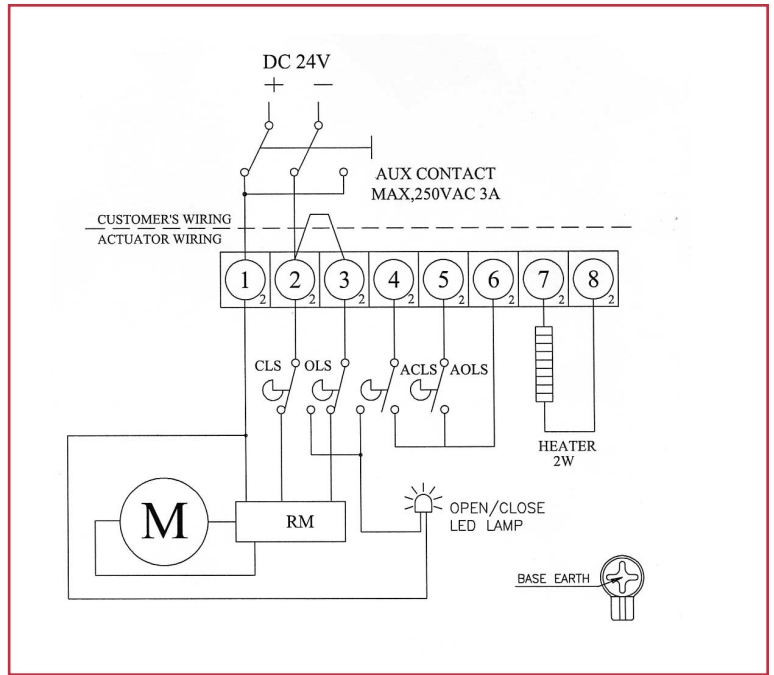 DC 24V
+ —
AUX CONTACT
MAX,250VAC 3A
CUSTOMER'S WIRING
ACTUATOR WIRING
1 2 3 4 5 6 7 8
2 2 2 2 2 2 2 2
CLS OLS ACLS AOLS
HEATER
2W
M
RM
OPEN/CLOSE
LED LAMP
BASE EARTH